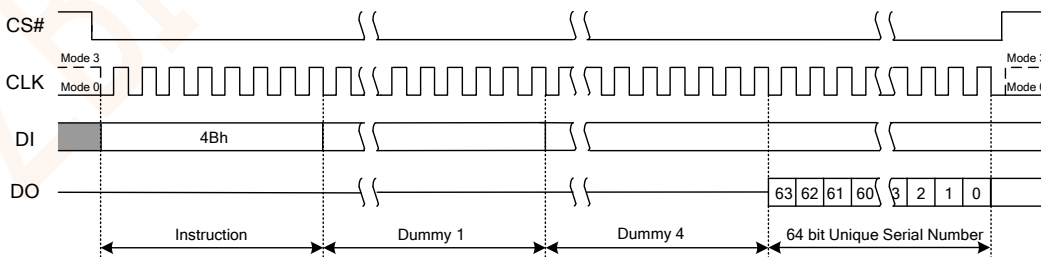 CS#
Mode 3
CLK
Mode 0
Mode 3
Mode 0
DI
4Bh
DO
63 62 61 60 3 2 1 0
Instruction Dummy 1 Dummy 4 64 bit Unique Serial Number